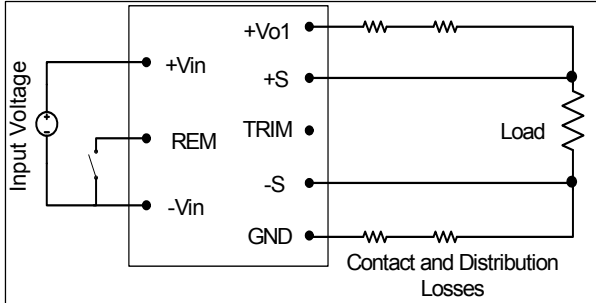 Input Voltage
+Vin
REM
-Vin
+Vo1
+S
TRIM
-S
GND
Load
Contact and Distribution
Losses